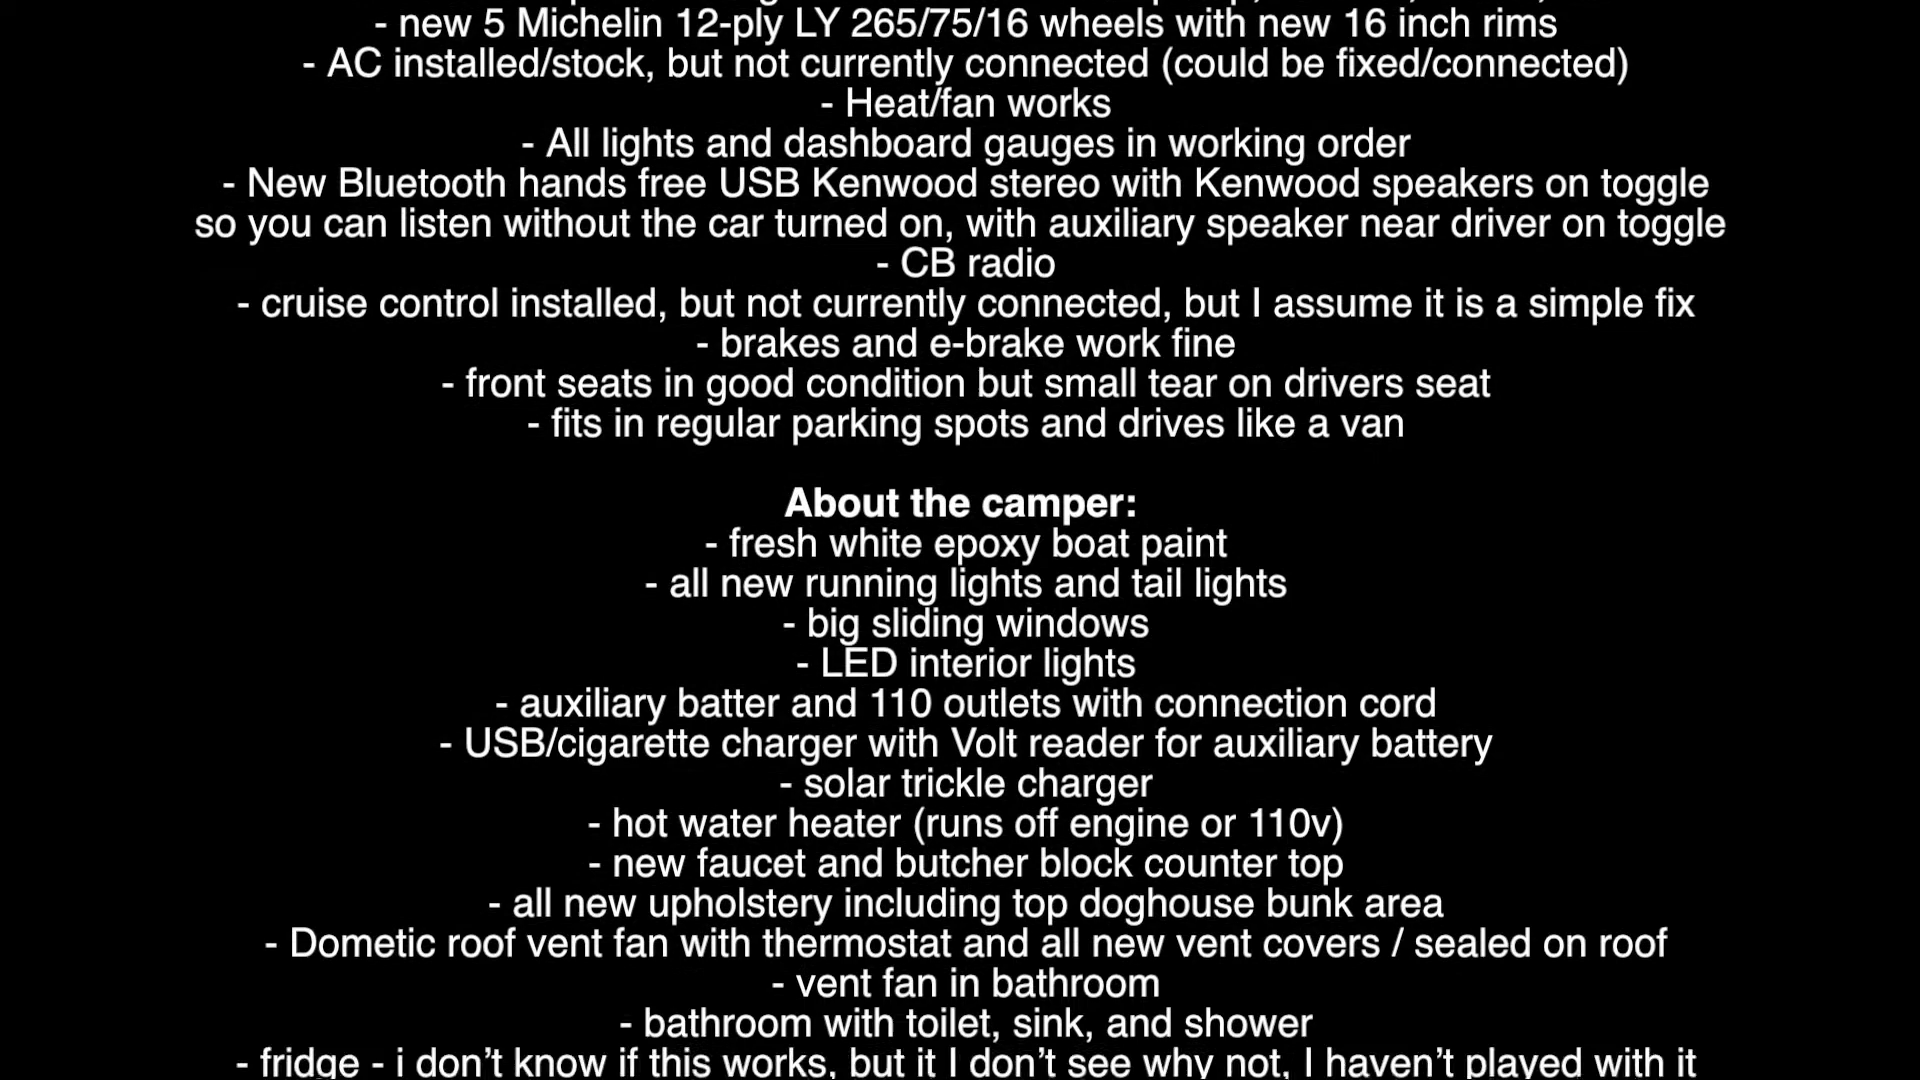 - new 5 Michelin 12-ply LY 265/75/16 wheels with new 16 inch rims
- AC installed/stock, but not currently connected (could be fixed/connected)
- Heat/fan works
- All lights and dashboard gauges in working order
- New Bluetooth hands free USB Kenwood stereo with Kenwood speakers on toggle
so you can listen without the car turned on, with auxiliary speaker near driver on toggle
- CB radio
- cruise control installed, but not currently connected, but I assume it is a simple fix
- brakes and e-brake work fine
- front seats in good condition but small tear on drivers seat
- fits in regular parking spots and drives like a van
About the camper:
- fresh white epoxy boat paint
- all new running lights and tail lights
- big sliding windows
- LED interior lights
- auxiliary batter and 110 outlets with connection cord
- USB/cigarette charger with Volt reader for auxiliary battery
- solar trickle charger
- hot water heater (runs off engine or 110v)
- new faucet and butcher block counter top
- all new upholstery including top doghouse bunk area
- Dometic roof vent fan with thermostat and all new vent covers / sealed on roof
- vent fan in bathroom
- bathroom with toilet, sink, and shower
- fridge - i don’t know if this works, but it I don’t see why not, I haven’t played with it